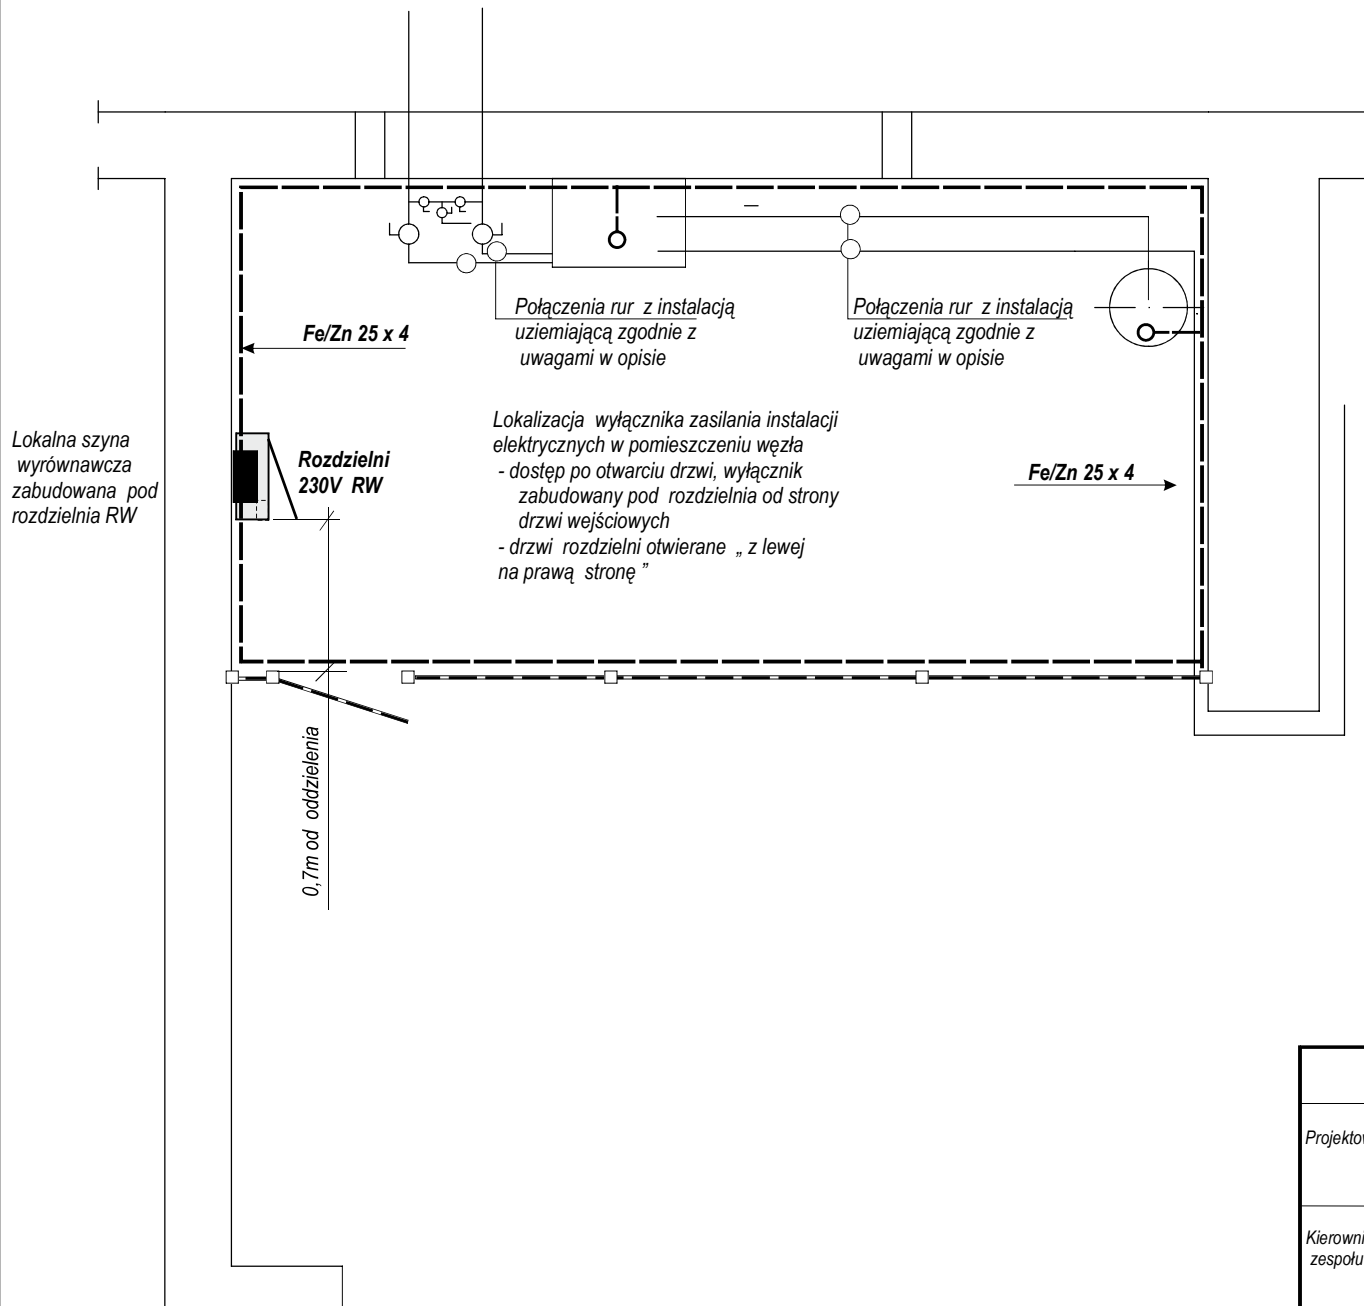 Połączenia rur z instalacją
uziemiającą zgodnie z
uwagami w opisie
Połączenia rur z instalacją
uziemiającą zgodnie z
uwagami w opisie
Fe/Zn 25 x 4
Lokalna szyna
wyrównawcza
zabudowana pod
rozdzielnia RW
Rozdzielni
230V RW
Lokalizacja wyłącznika zasilania instalacji
elektrycznych w pomieszczeniu węzła
- dostęp po otwarciu drzwi, wyłącznik
zabudowany pod rozdzielnia od strony
drzwi wejściowych
- drzwi rozdzielni otwierane „ z lewej
na prawą stronę ”
Fe/Zn 25 x 4
0,7m od oddzielenia
Projektow
Kierowni
zespołu